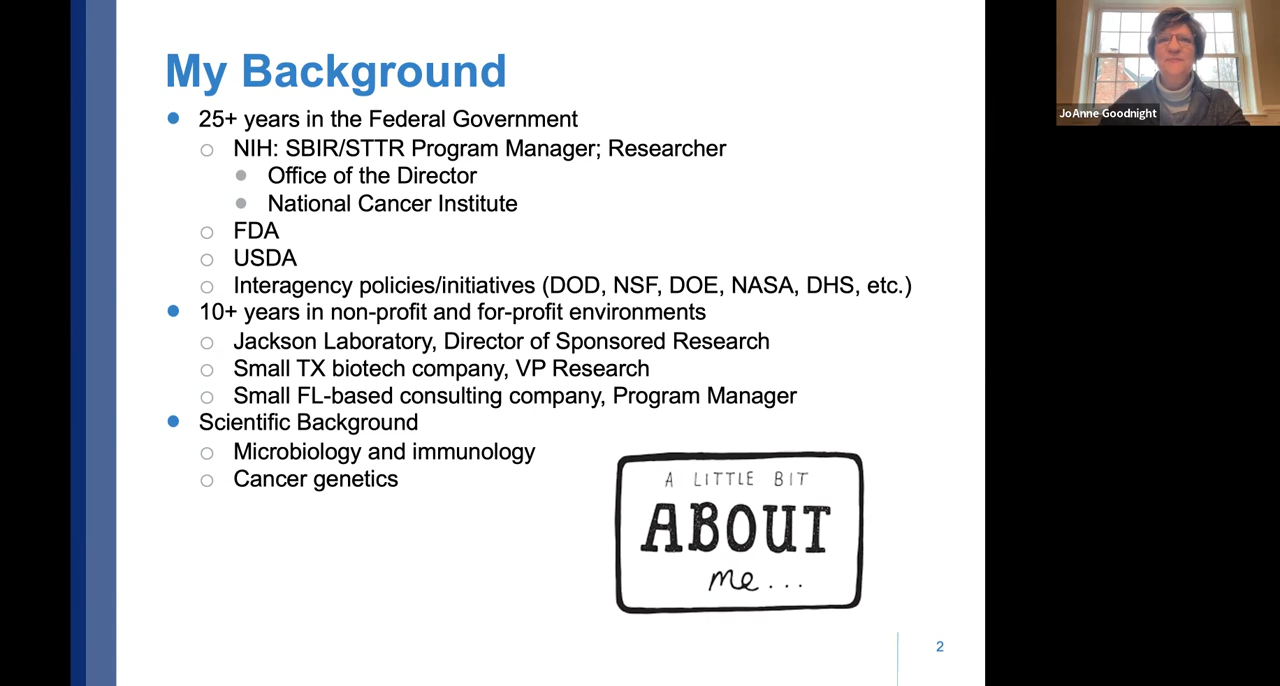 My Background
25+ years in the Federal Government
NIH: SBIR/STTR Program Manager; Researcher
Office of the Director
National Cancer Institute
FDA
USDA
Interagency policies/initiatives (DOD, NSF, DOE, NASA, DHS, etc.)
10+ years in non-profit and for-profit environments
Jackson Laboratory, Director of Sponsored Research
Small TX biotech company, VP Research
Small FL-based consulting company, Program Manager
Scientific Background
Microbiology and immunology
Cancer genetics
A LITTLE BIT
ABOUT
me...
2
JoAnne Goodnight